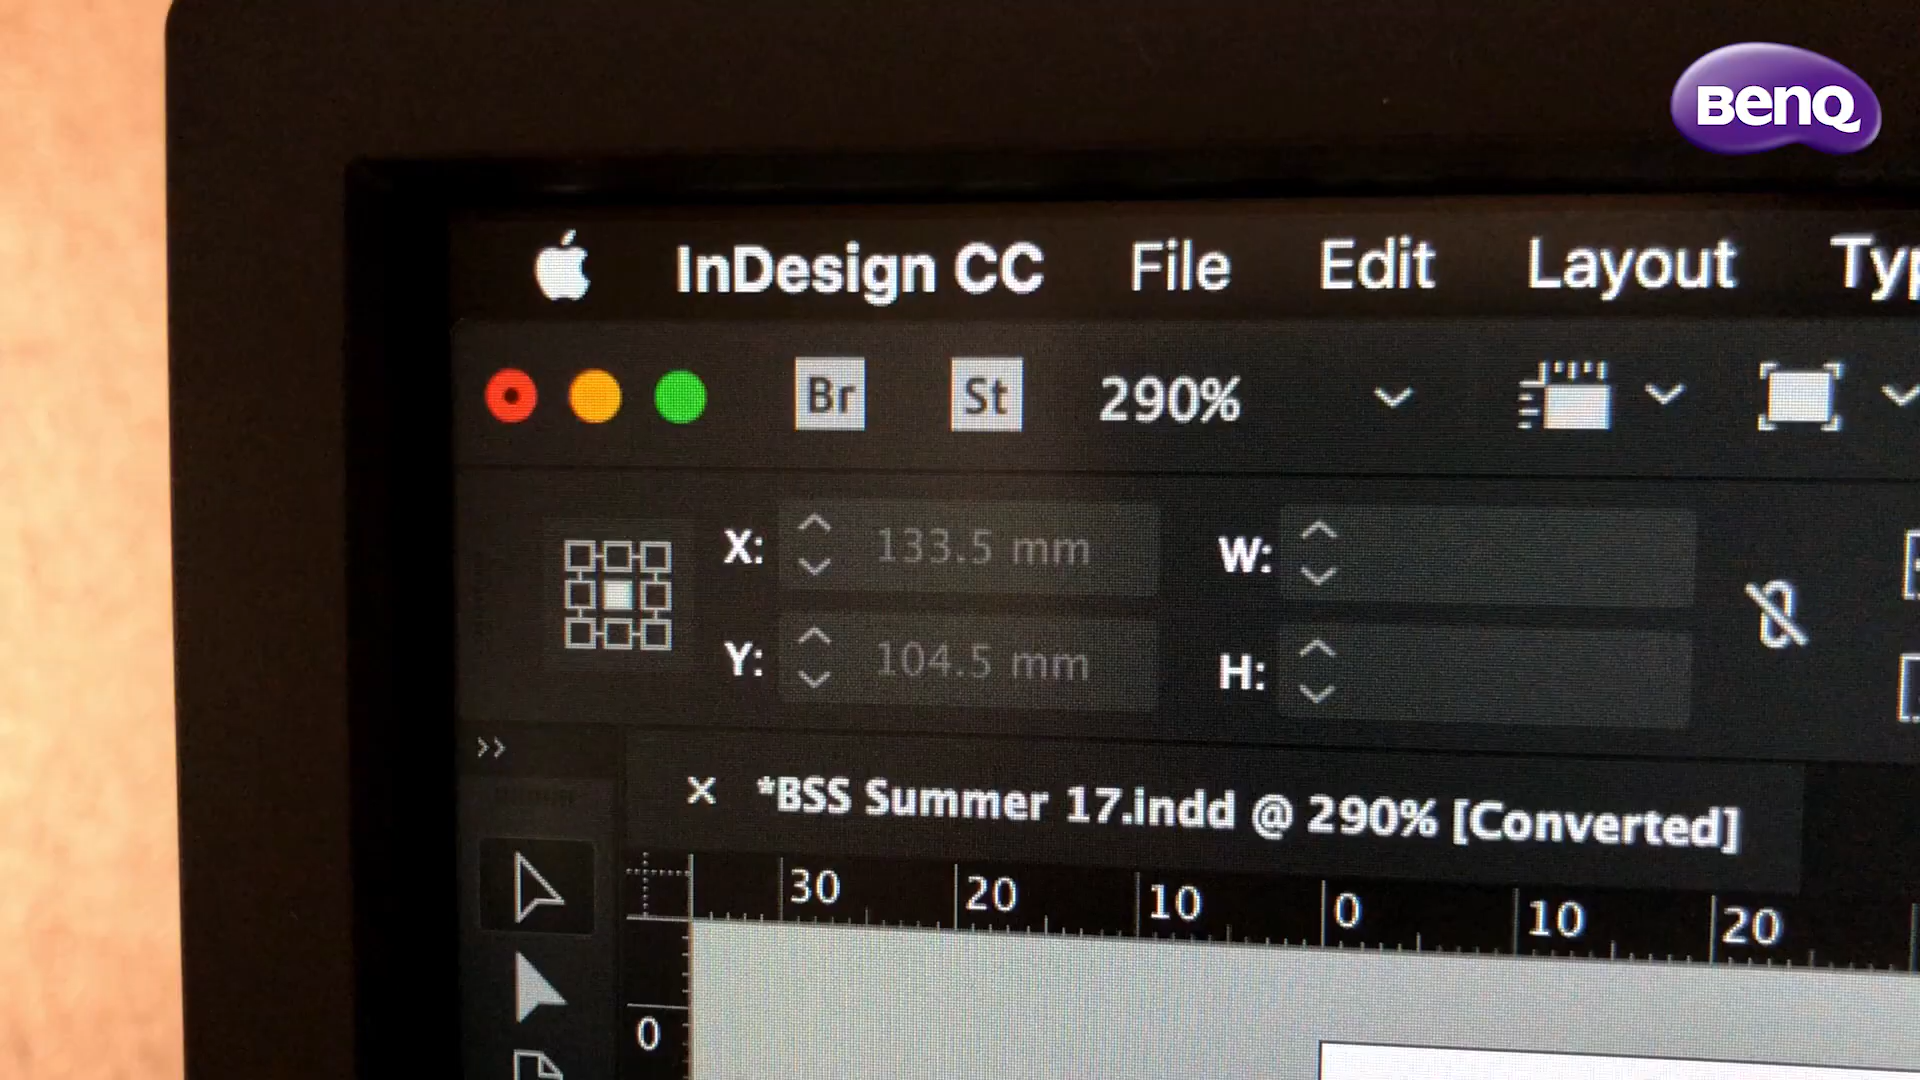 BenQ
InDesign CC File Edit Layout
Br St 290%
X: 133.5 mm W:
Y: 104.5 mm H:
>>
× *BSS Summer 17.indd @ 290% [Converted]
30 20 10 0 10 20
0